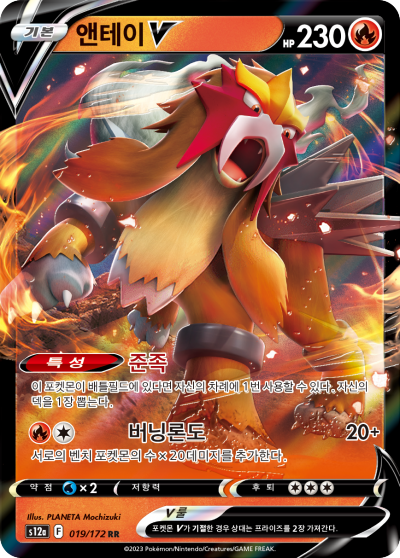 기본 앤테이 V HP 230
특성 준족
이 포켓몬이 배틀필드에 있다면 자신의 차례에 1번 사용할 수 있다. 자신의
덱을 1장 뽑는다.
버닝론도 20+
서로의 벤치 포켓몬의 수 × 20데미지를 추가한다.
약점 × 2 저항력 후퇴
Illus. PLANETA Mochizuki
V 룰
s12a F 019/172 RR
포켓몬 V가 기절한 경우 상대는 프라이즈를 2장 가져간다.
©2023 Pokémon/Nintendo/Creatures/GAME FREAK.